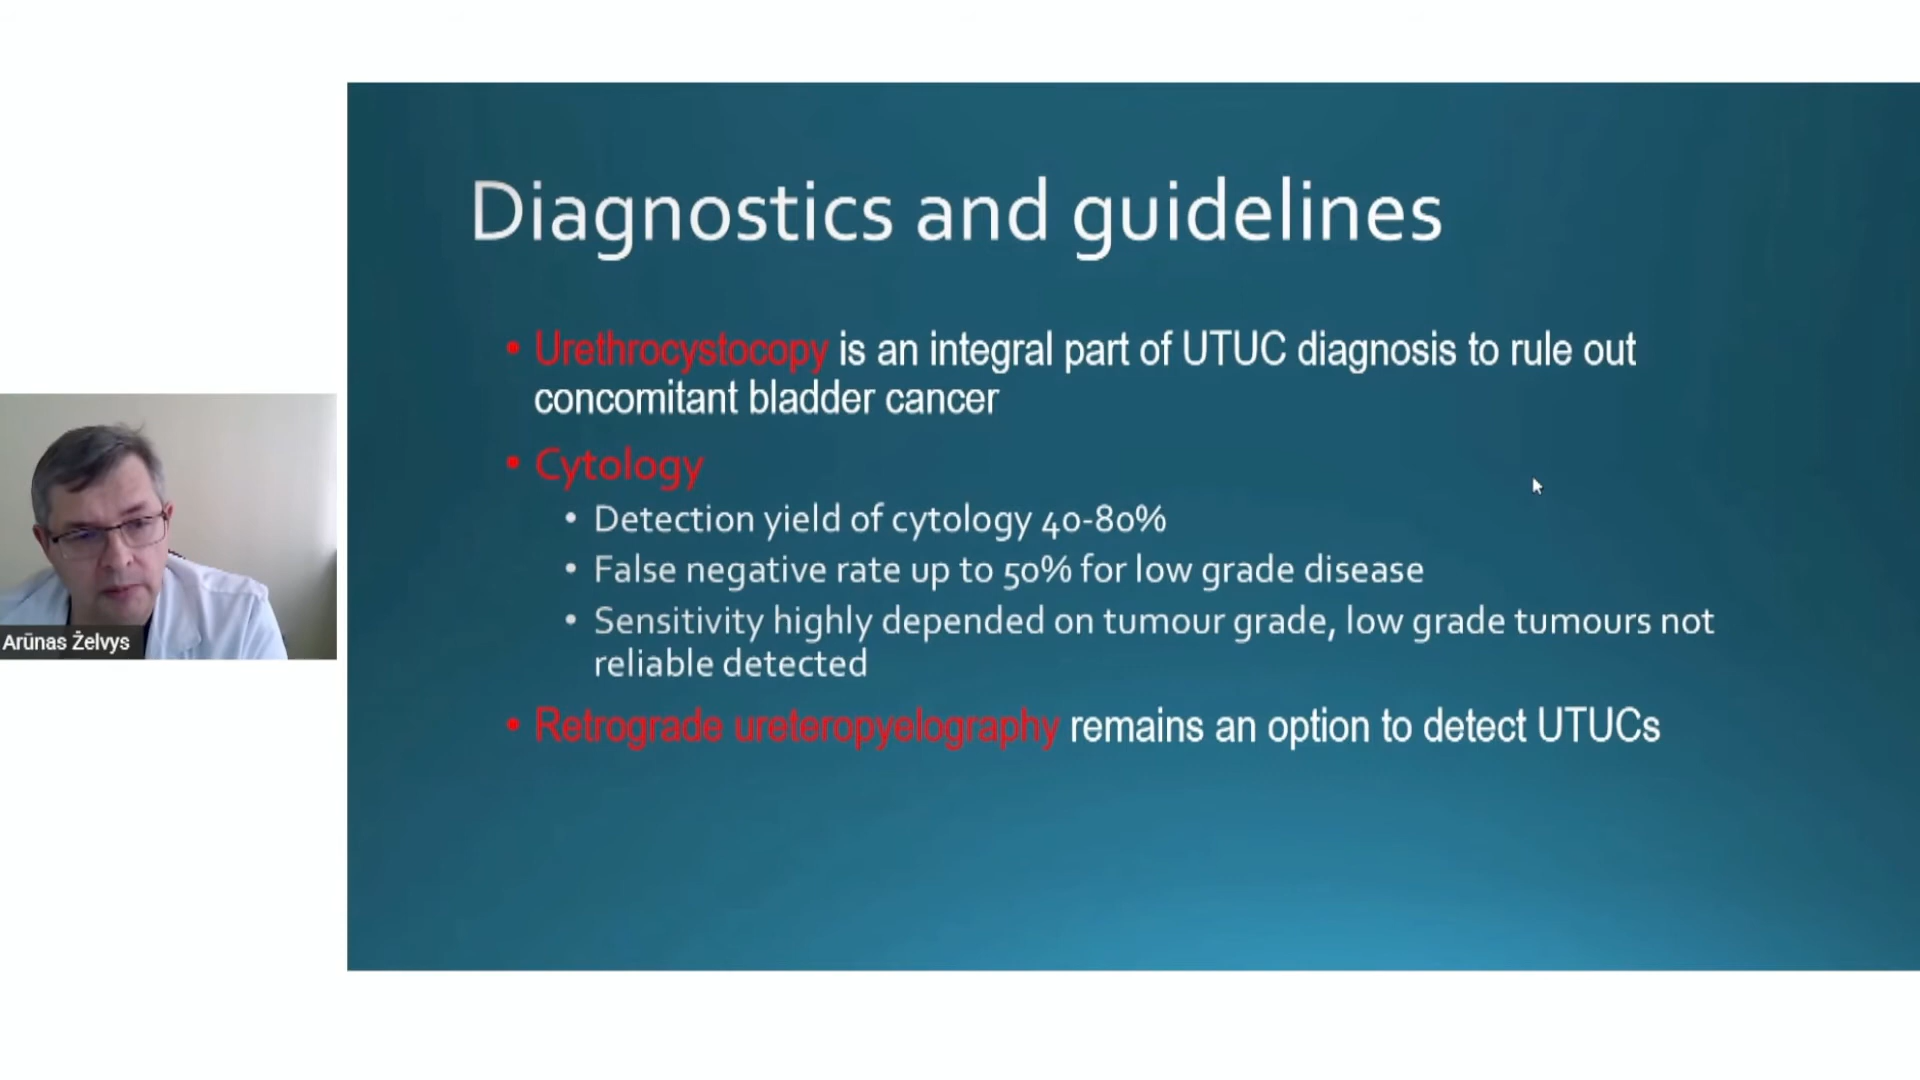 Diagnostics and guidelines
• Urethrocystocopy is an integral part of UTUC diagnosis to rule out
concomitant bladder cancer
• Cytology
• Detection yield of cytology 40-80%
• False negative rate up to 50% for low grade disease
• Sensitivity highly depended on tumour grade, low grade tumours not
reliable detected
• Retrograde ureteropyelography remains an option to detect UTUCs
Arūnas Želvys